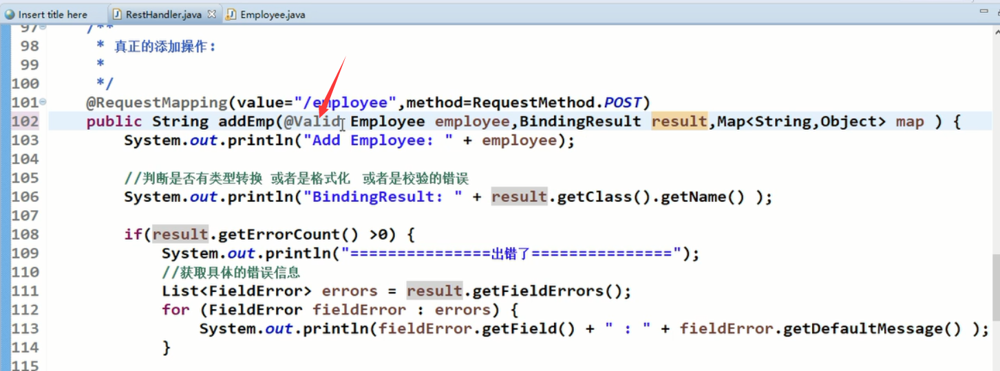 Insert title here RestHandler.java Employee.java
97 /**
98 * 真正的添加操作：
99 *
100 */
101 @RequestMapping(value="/employee",method=RequestMethod.POST)
102 public String addEmp(@Valid Employee employee,BindingResult result,Map<String,Object> map ) {
103 System.out.println("Add Employee: " + employee);
104
105 //判断是否有类型转换 或者是格式化 或者是校验的错误
106 System.out.println("BindingResult: " + result.getClass().getName() );
107
108 if(result.getErrorCount() >0) {
109 System.out.println("===============出错了===============");
110 //获取具体的错误信息
111 List<FieldError> errors = result.getFieldErrors();
112 for (FieldError fieldError : errors) {
113 System.out.println(fieldError.getField() + " : " + fieldError.getDefaultMessage() );
114 }
115